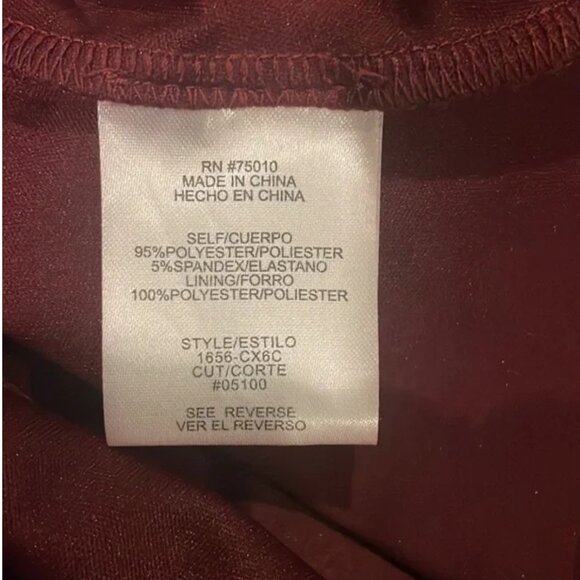 RN #75010
MADE IN CHINA
HECHO EN CHINA
SELF/CUERPO
95%POLYESTER/POLIESTER
5%SPANDEX/ELASTANO
LINING/FORRO
100%POLYESTER/POLIESTER
STYLE/ESTILO
1656-CX6C
CUT/CORTE
#05100
SEE REVERSE
VER EL REVERSO